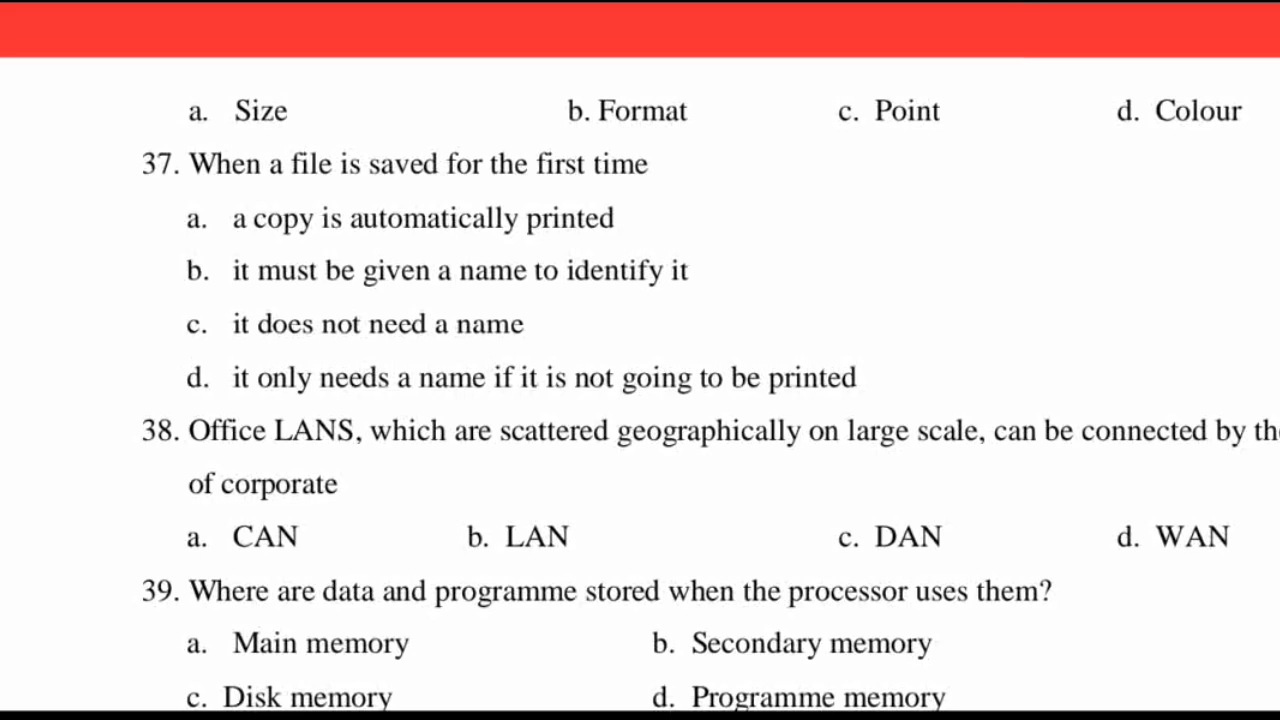 a. Size b. Format c. Point d. Colour
37. When a file is saved for the first time
a. a copy is automatically printed
b. it must be given a name to identify it
c. it does not need a name
d. it only needs a name if it is not going to be printed
38. Office LANS, which are scattered geographically on large scale, can be connected by
of corporate
a. CAN b. LAN c. DAN d. WAN
39. Where are data and programme stored when the processor uses them?
a. Main memory b. Secondary memory
c. Disk memory d. Programme memory